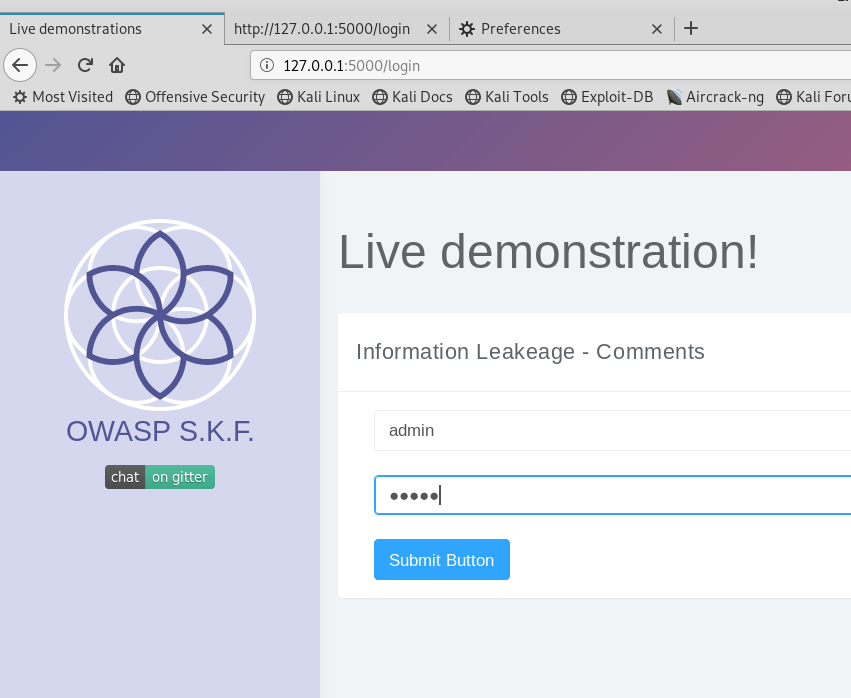 Live demonstrations
http://127.0.0.1:5000/login
Preferences
127.0.0.1:5000/login
Most Visited Offensive Security Kali Linux Kali Docs Kali Tools Exploit-DB Aircrack-ng Kali
OWASP S.K.F.
chat on gitter
Live demonstration!
Information Leakeage - Comments
admin
Submit Button